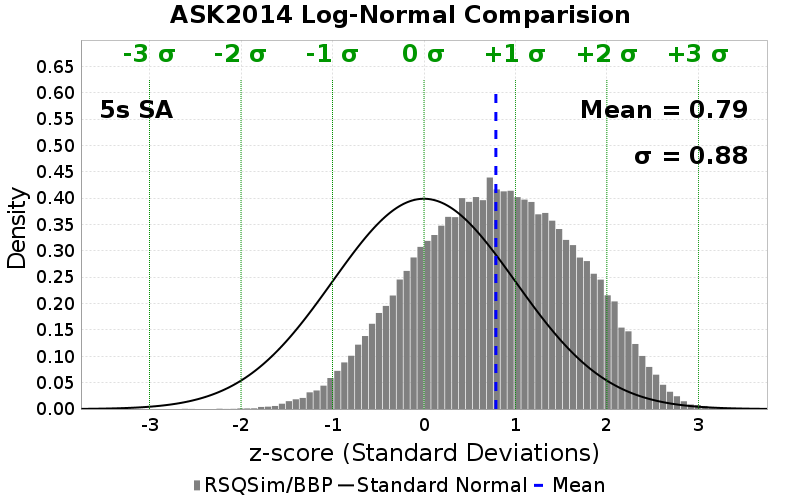 ASK2014 Log-Normal Comparision
-3 σ -2 σ -1 σ 0 σ +1 σ +2 σ +3 σ
5s SA
Mean = 0.79
σ = 0.88
Density
0.65
0.60
0.55
0.50
0.45
0.40
0.35
0.30
0.25
0.20
0.15
0.10
0.05
0.00
-3 -2 -1 0 1 2 3
z-score (Standard Deviations)
RSQSim/BBP Standard Normal Mean